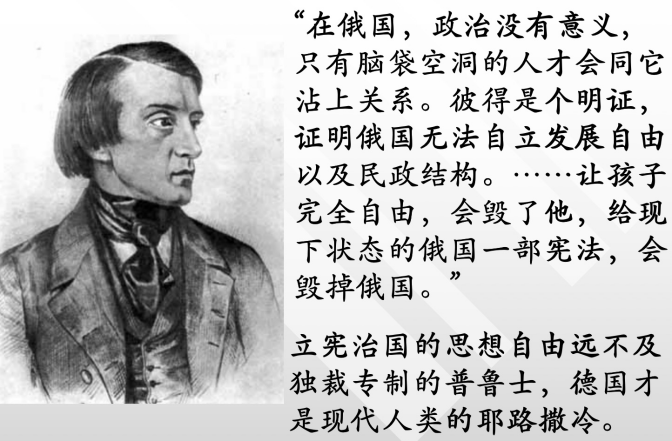 “在俄国，政治没有意义，
只有脑袋空洞的人才会同它
沾上关系。彼得是个明证，
证明俄国无法自立发展自由
以及民政结构。……让孩子
完全自由，会毁了他，给现
下状态的俄国一部宪法，会
毁掉俄国。”
立宪治国的思想自由远不及
独裁专制的普鲁士，德国才
是现代人类的耶路撒冷。